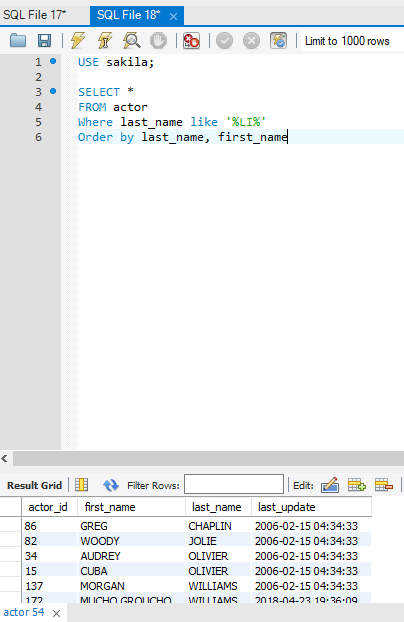 SQL File 17* SQL File 18* ×
Limit to 1000 rows
1 USE sakila;
2
3 SELECT *
4 FROM actor
5 Where last_name like '%LI%'
6 Order by last_name, first_name
Result Grid Filter Rows: Edit:
actor_id first_name last_name last_update
86 GREG CHAPLIN 2006-02-15 04:34:33
82 WOODY JOLIE 2006-02-15 04:34:33
34 AUDREY OLIVIER 2006-02-15 04:34:33
15 CUBA OLIVIER 2006-02-15 04:34:33
137 MORGAN WILLIAMS 2006-02-15 04:34:33
172 MUCHO GROUCHO WILLIAMS 2018-04-23 19:36:09
actor 54 ×